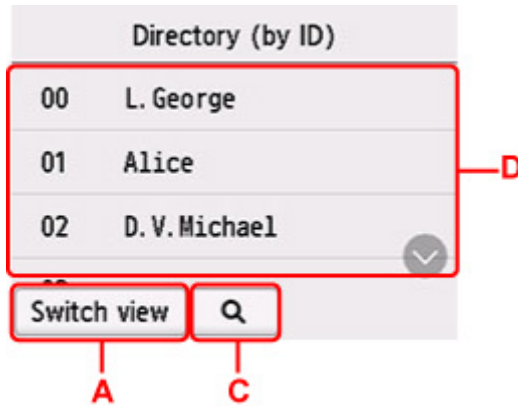 Directory (by ID)
00 L.George
01 Alice
02 D.V.Michael
D
Switch view
A C